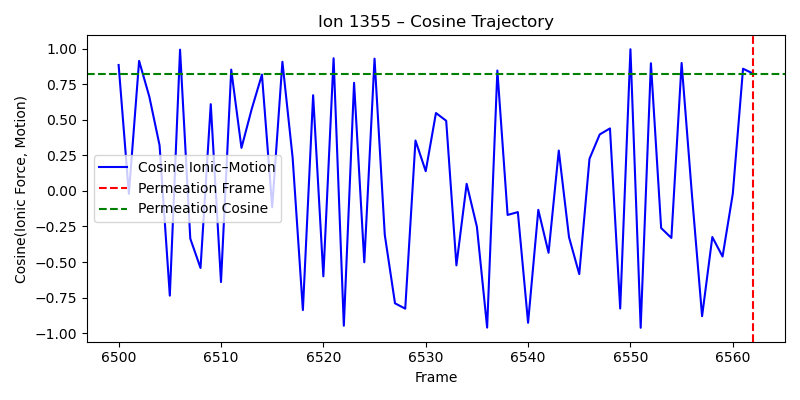 Ion 1355 – Cosine Trajectory
Cosine(Ionic Force, Motion)
1.00
0.75
0.50
0.25
0.00
−0.25
−0.50
−0.75
−1.00
Cosine Ionic–Motion
Permeation Frame
Permeation Cosine
6500
6510
6520
6530
6540
6550
6560
Frame